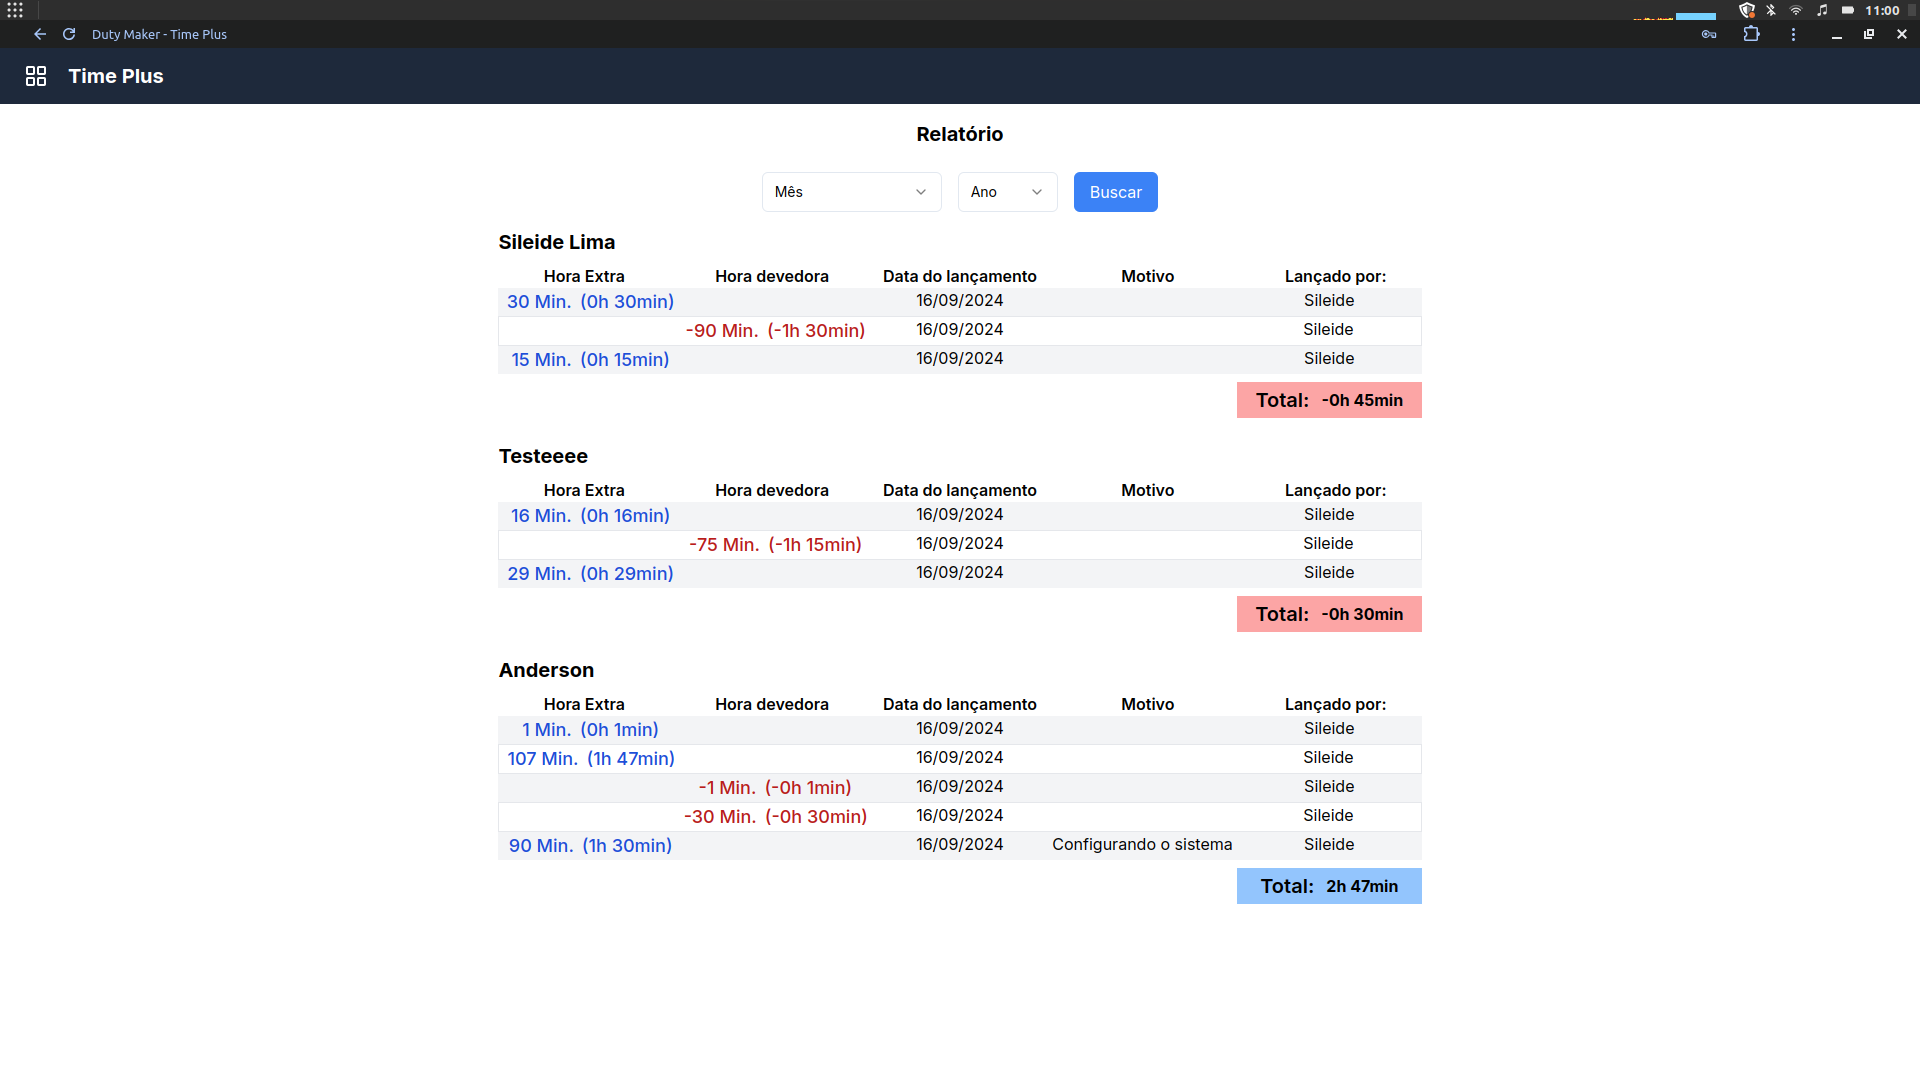 11:00
Duty Maker - Time Plus
Time Plus
Relatório
Mês Ano Buscar
Sileide Lima
Hora Extra Hora devedora Data do lançamento Motivo Lançado por:
30 Min. (0h 30min) 16/09/2024 Sileide
-90 Min. (-1h 30min) 16/09/2024 Sileide
15 Min. (0h 15min) 16/09/2024 Sileide
Total: -0h 45min
Testeeee
Hora Extra Hora devedora Data do lançamento Motivo Lançado por:
16 Min. (0h 16min) 16/09/2024 Sileide
-75 Min. (-1h 15min) 16/09/2024 Sileide
29 Min. (0h 29min) 16/09/2024 Sileide
Total: -0h 30min
Anderson
Hora Extra Hora devedora Data do lançamento Motivo Lançado por:
1 Min. (0h 1min) 16/09/2024 Sileide
107 Min. (1h 47min) 16/09/2024 Sileide
-1 Min. (-0h 1min) 16/09/2024 Sileide
-30 Min. (-0h 30min) 16/09/2024 Sileide
90 Min. (1h 30min) 16/09/2024 Configurando o sistema Sileide
Total: 2h 47min